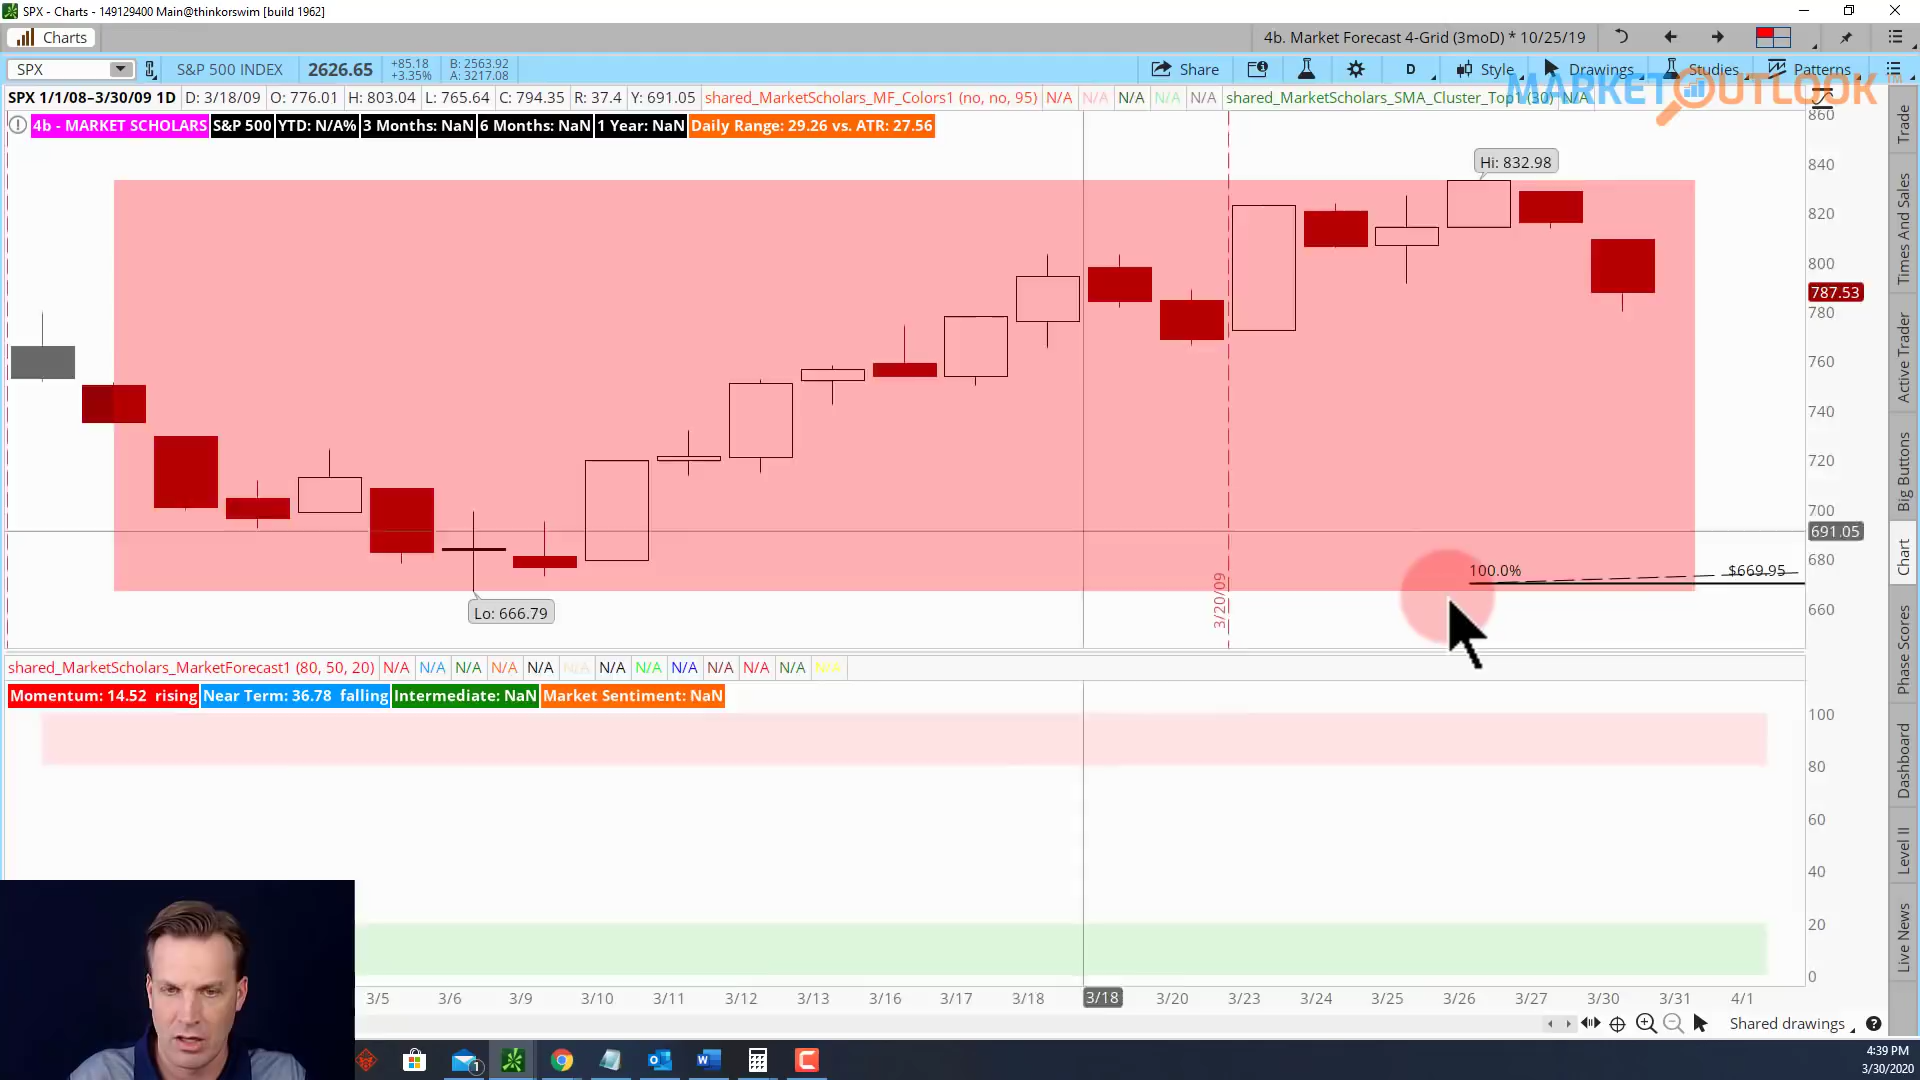 SPX - Charts - 149129400 Main@thinkorswim [build 1962]
Charts
4b. Market Forecast 4-Grid (3moD) * 10/25/19
SPX
S&P 500 INDEX
2626.65
+85.18
+3.35%
B: 2563.92
A: 3217.08
Share
D
Style
Drawings
Studies
Patterns
MARKET OUTLOOK
SPX 1/1/08–3/30/09 1D
D: 3/18/09
O: 776.01
H: 803.04
L: 765.64
C: 794.35
R: 37.4
Y: 691.05
shared_MarketScholars_MF_Colors1 (no, no, 95)
N/A
N/A
N/A
N/A
N/A
shared_MarketScholars_SMA_Cluster_Top1 (30)
N/A
4b - MARKET SCHOLARS
S&P 500
YTD: N/A%
3 Months: NaN
6 Months: NaN
1 Year: NaN
Daily Range: 29.26 vs. ATR: 27.56
Hi: 832.98
Lo: 666.79
3/20/09
100.0%
$669.95
860
840
820
800
787.53
780
760
740
720
700
691.05
680
660
shared_MarketScholars_MarketForecast1 (80, 50, 20)
N/A
N/A
N/A
N/A
N/A
N/A
N/A
N/A
N/A
N/A
N/A
N/A
N/A
Momentum: 14.52 rising
Near Term: 36.78 falling
Intermediate: NaN
Market Sentiment: NaN
100
80
60
40
20
0
3/5
3/6
3/9
3/10
3/11
3/12
3/13
3/16
3/17
3/18
3/18
3/20
3/23
3/24
3/25
3/26
3/27
3/30
3/31
4/1
Shared drawings
Trade
Times And Sales
Active Trader
Big Buttons
Chart
Phase Scores
Dashboard
Level II
Live News
1
4:39 PM
3/30/2020